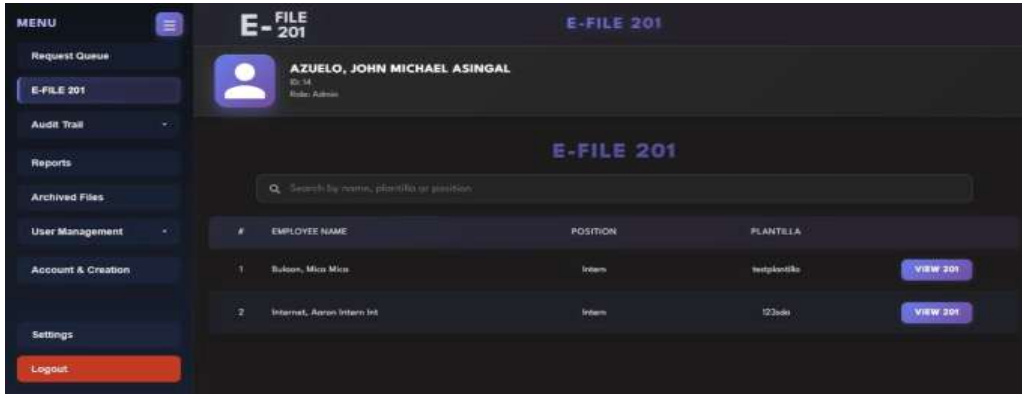 MENU
Request Queue
E-FILE 201
Audit Trail
Reports
Archived Files
User Management
Account & Creation
Settings
Logout
E-FILE 201
E-FILE 201
AZUELO, JOHN MICHAEL ASINGAL
ID: 14
Role: Admin
E-FILE 201
Search by name, plantilla or position
# EMPLOYEE NAME POSITION PLANTILLA
1 Mica Mica Intern testplantilla VIEW 201
2 Internet, Aaron Intern Int Intern VIEW 201